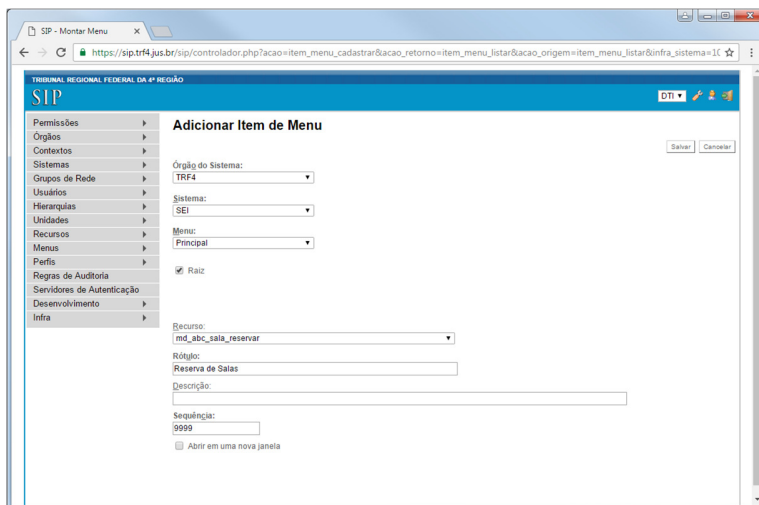 SIP - Montar Menu
https://sip.trf4.jus.br/sip/controlador.php?acao=item_menu_cadastrar&acao_retorno=item_menu_listar&acao_origem=item_menu_listar&infra_sistema=10
TRIBUNAL REGIONAL FEDERAL DA 4ª REGIÃO
SIP
DTI
Permissões
Órgãos
Contextos
Sistemas
Grupos de Rede
Usuários
Hierarquias
Unidades
Recursos
Menus
Perfis
Regras de Auditoria
Servidores de Autenticação
Desenvolvimento
Infra
Adicionar Item de Menu
Salvar Cancelar
Órgão do Sistema:
TRF4
Sistema:
SEI
Menu:
Principal
Raiz
Recurso:
md_abc_sala_reservar
Rótulo:
Reserva de Salas
Descrição:
Sequência:
9999
Abrir em uma nova janela